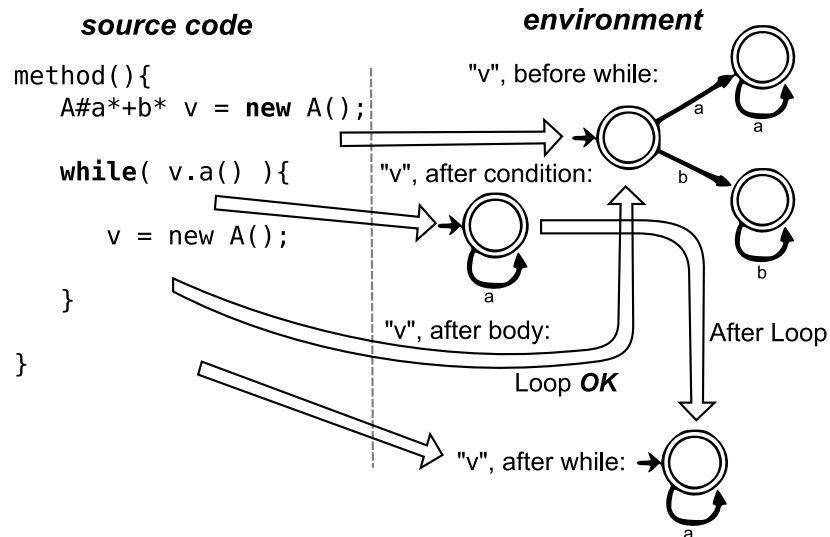 source code
environment
method(){
A#a*+b* v = new A();
while( v.a() ){
v = new A();
}
}
"v", before while:
a
a
b
b
"v", after condition:
a
"v", after body:
Loop OK
After Loop
"v", after while:
a